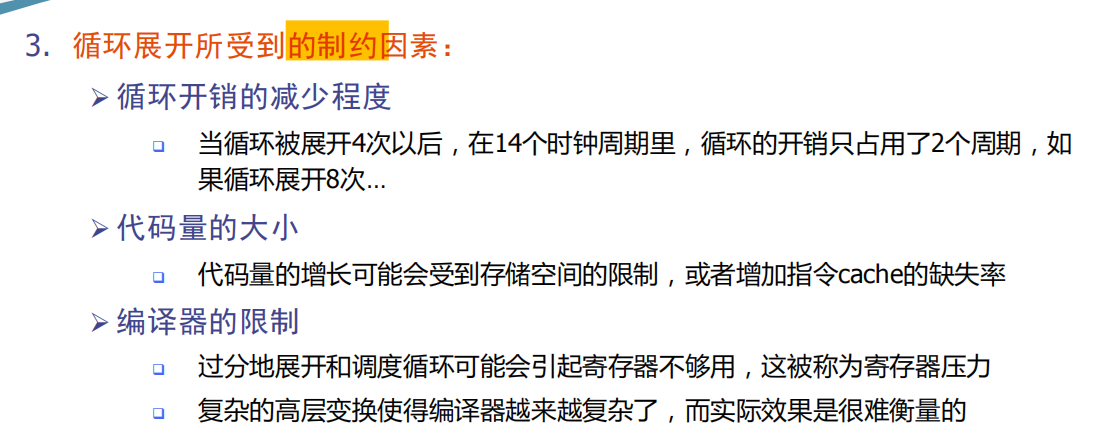 3. 循环展开所受到的制约因素：
➢ 循环开销的减少程度
❑ 当循环被展开4次以后，在14个时钟周期里，循环的开销只占用了2个周期，如
果循环展开8次…
➢ 代码量的大小
❑ 代码量的增长可能会受到存储空间的限制，或者增加指令cache的缺失率
➢ 编译器的限制
❑ 过分地展开和调度循环可能会引起寄存器不够用，这被称为寄存器压力
❑ 复杂的高层变换使得编译器越来越复杂了，而实际效果是很难衡量的